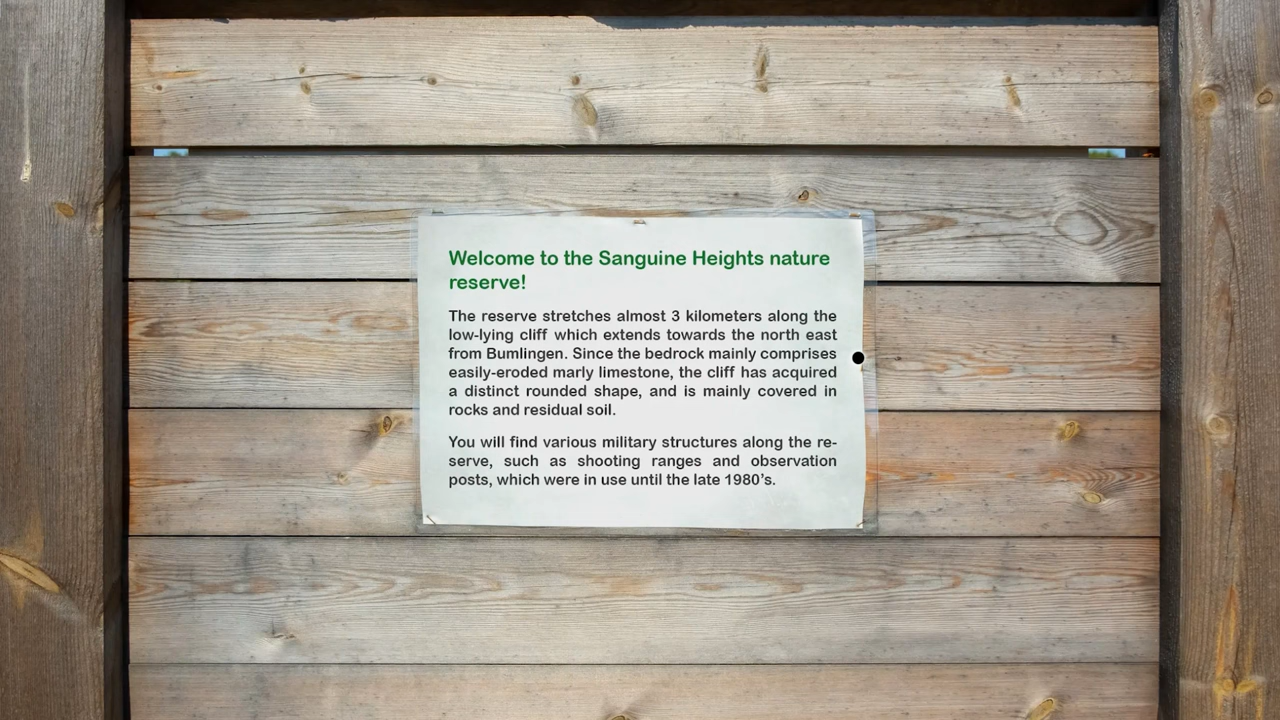 Welcome to the Sanguine Heights nature
reserve!
The reserve stretches almost 3 kilometers along the
low-lying cliff which extends towards the north east
from Bumlingen. Since the bedrock mainly comprises
easily-eroded marly limestone, the cliff has acquired
a distinct rounded shape, and is mainly covered in
rocks and residual soil.
You will find various military structures along the re-
serve, such as shooting ranges and observation
posts, which were in use until the late 1980's.